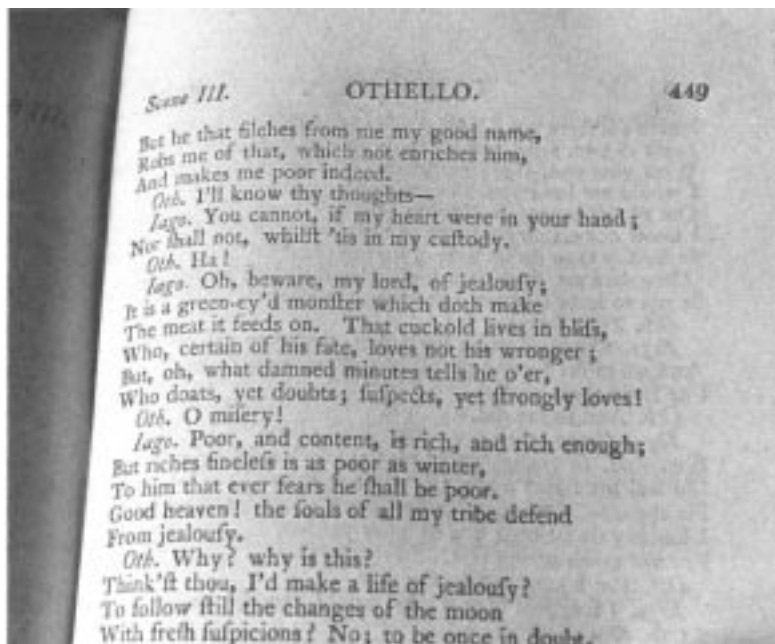 Scene III. OTHELLO. 449
But he that filches from me my good name,
Robs me of that, which not enriches him,
And makes me poor indeed.
Oth. I'll know thy thoughts—
Iago. You cannot, if my heart were in your hand;
Nor ſhall not, whilſt 'tis in my cuſtody.
Oth. Ha!
Iago. Oh, beware, my lord, of jealouſy;
It is a green-ey'd monſter which doth make
The meat it feeds on. That cuckold lives in bliſs,
Who, certain of his fate, loves not his wronger;
But, oh, what damned minutes tells he o'er,
Who doats, yet doubts; ſuſpects, yet ſtrongly loves!
Oth. O miſery!
Iago. Poor, and content, is rich, and rich enough;
But riches fineleſs is as poor as winter,
To him that ever fears he ſhall be poor.
Good heaven! the ſouls of all my tribe defend
From jealouſy.
Oth. Why? why is this?
Think'ſt thou, I'd make a life of jealouſy?
To follow ſtill the changes of the moon
With freſh ſuſpicions? No; to be once in doubt,